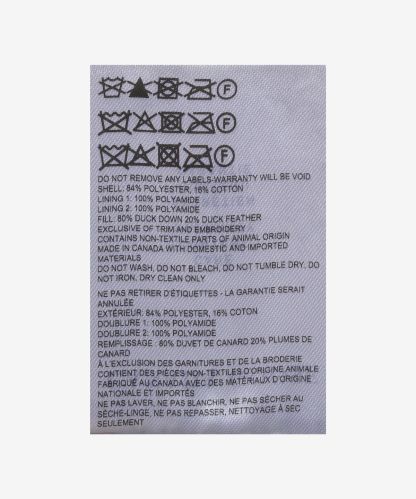 F
F
F
DO NOT REMOVE ANY LABELS-WARRANTY WILL BE VOID
SHELL: 84% POLYESTER, 16% COTTON
LINING 1: 100% POLYAMIDE
LINING 2: 100% POLYAMIDE
FILL: 80% DUCK DOWN 20% DUCK FEATHER
EXCLUSIVE OF TRIM AND EMBROIDERY
CONTAINS NON-TEXTILE PARTS OF ANIMAL ORIGIN
MADE IN CANADA WITH DOMESTIC AND IMPORTED
MATERIALS
DO NOT WASH, DO NOT BLEACH, DO NOT TUMBLE DRY, DO
NOT IRON, DRY CLEAN ONLY
NE PAS RETIRER D'ÉTIQUETTES - LA GARANTIE SERAIT
ANNULÉE
EXTÉRIEUR: 84% POLYESTER, 16% COTON
DOUBLURE 1: 100% POLYAMIDE
DOUBLURE 2: 100% POLYAMIDE
REMPLISSAGE : 80% DUVET DE CANARD 20% PLUMES DE
CANARD
À L'EXCLUSION DES GARNITURES ET DE LA BRODERIE
CONTIENT DES PIÈCES NON-TEXTILES D'ORIGINE ANIMALE
FABRIQUÉ AU CANADA AVEC DES MATÉRIAUX D'ORIGINE
NATIONALE ET IMPORTÉS
NE PAS LAVER, NE PAS BLANCHIR, NE PAS SÉCHER AU
SÈCHE-LINGE, NE PAS REPASSER, NETTOYAGE À SEC
SEULEMENT